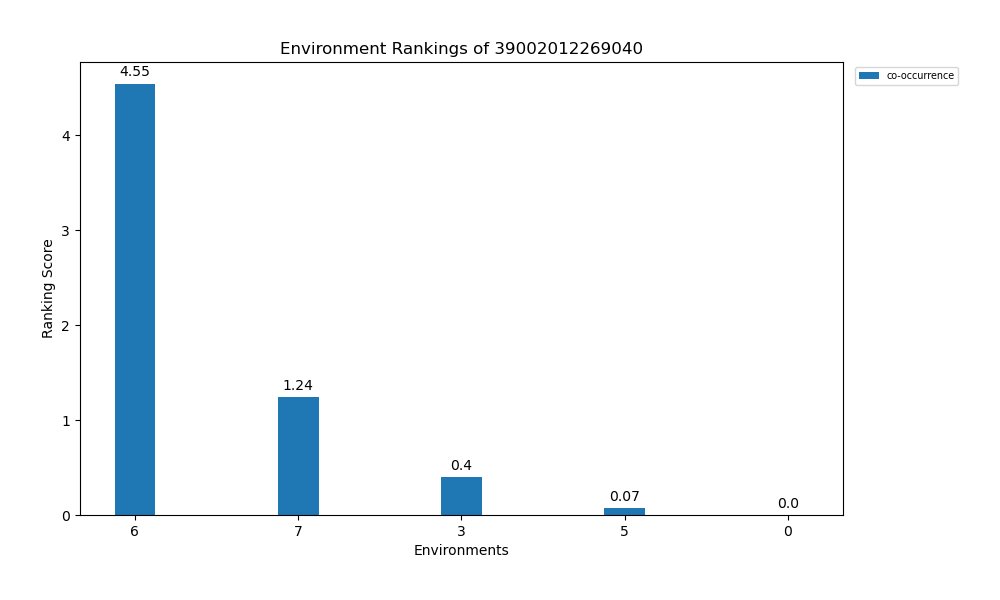 Environment Rankings of 39002012269040
co-occurrence
Ranking Score
4
3
2
1
0
4.55
1.24
0.4
0.07
0.0
6 7 3 5 0
Environments